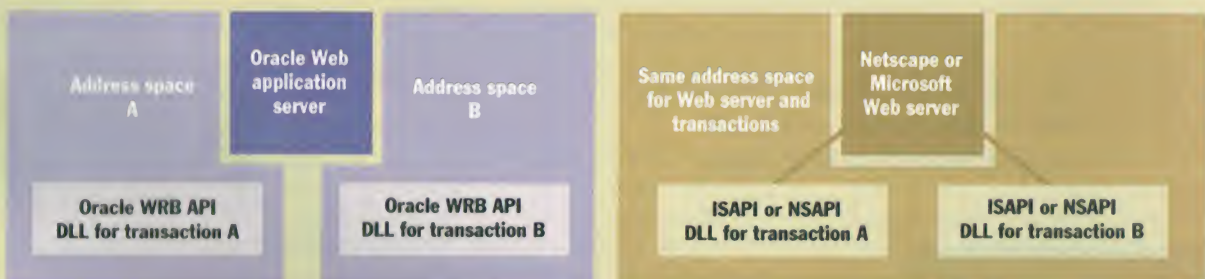 Address space
A
Oracle Web
application
server
Address space
B
Oracle WRB API
DLL for transaction A
Oracle WRB API
DLL for transaction B
Same address space
for Web server and
transactions
Netscape or
Microsoft
Web server
ISAPI or NSAPI
DLL for transaction A
ISAPI or NSAPI
DLL for transaction B